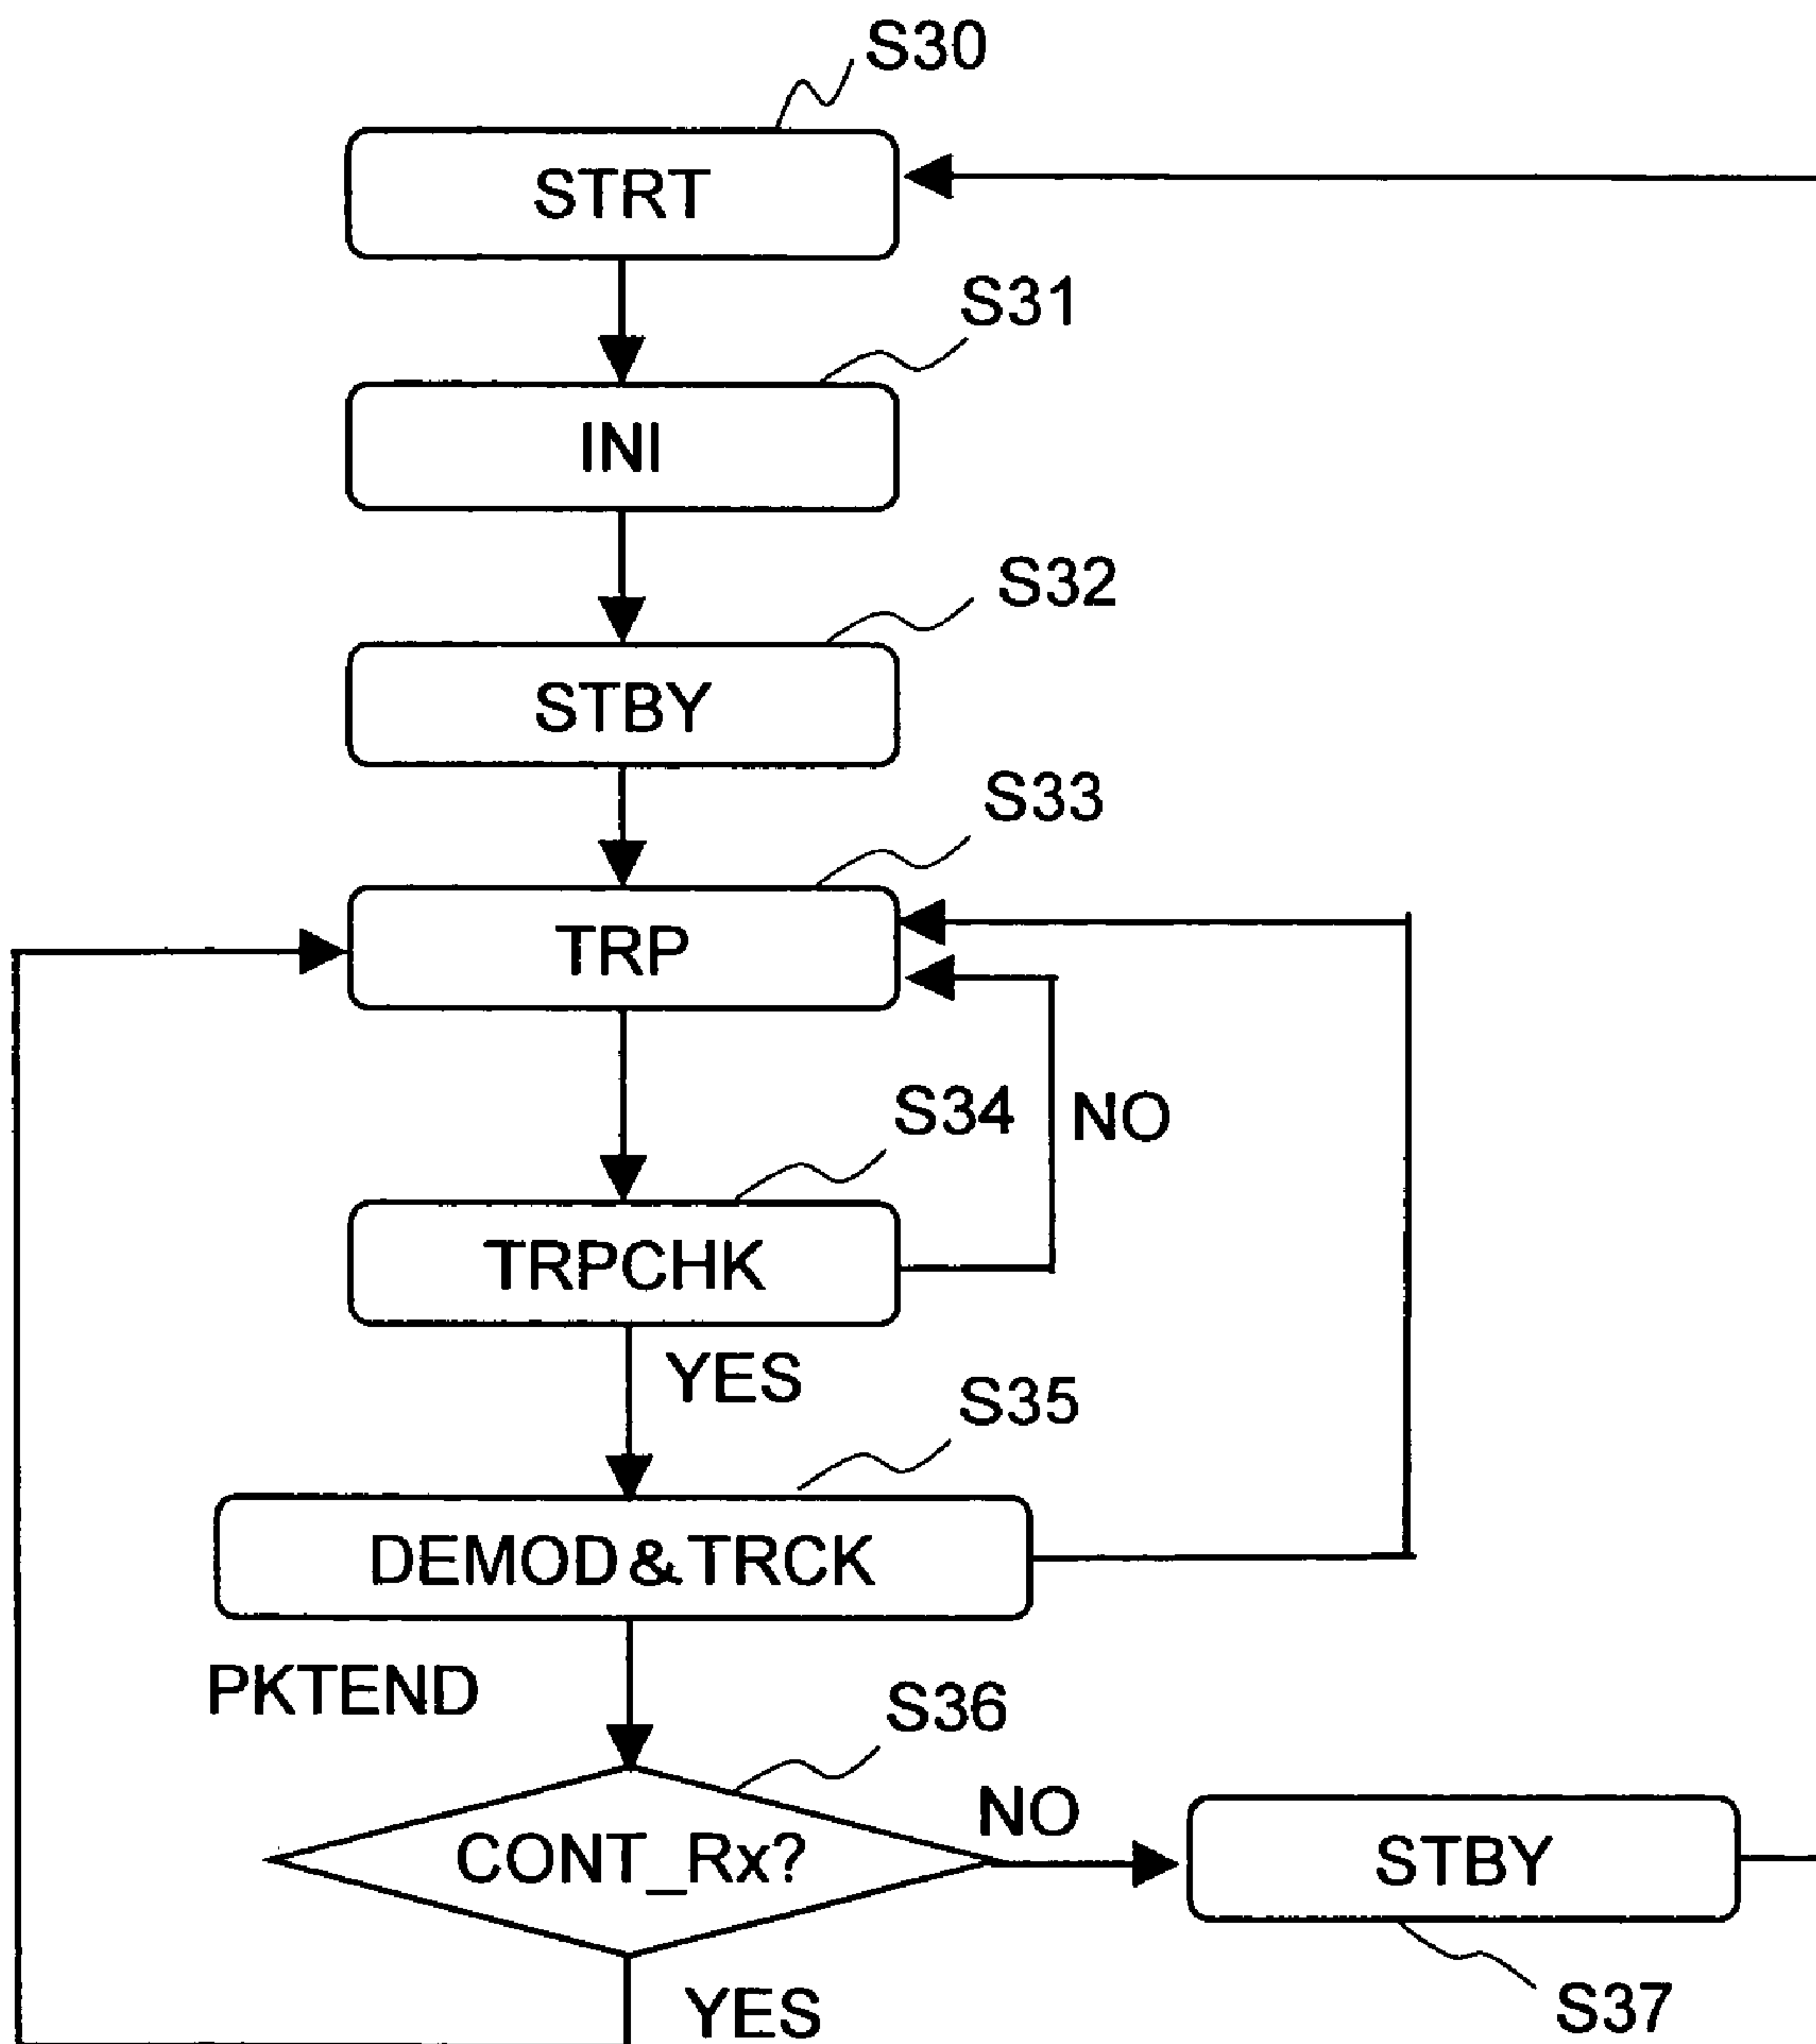 S30
STRT
S31
INI
S32
STBY
S33
TRP
S34
NO
TRPCHK
YES
S35
DEMOD&TRCK
PKTEND
S36
NO
CONT_Rx?
STBY
YES
S37